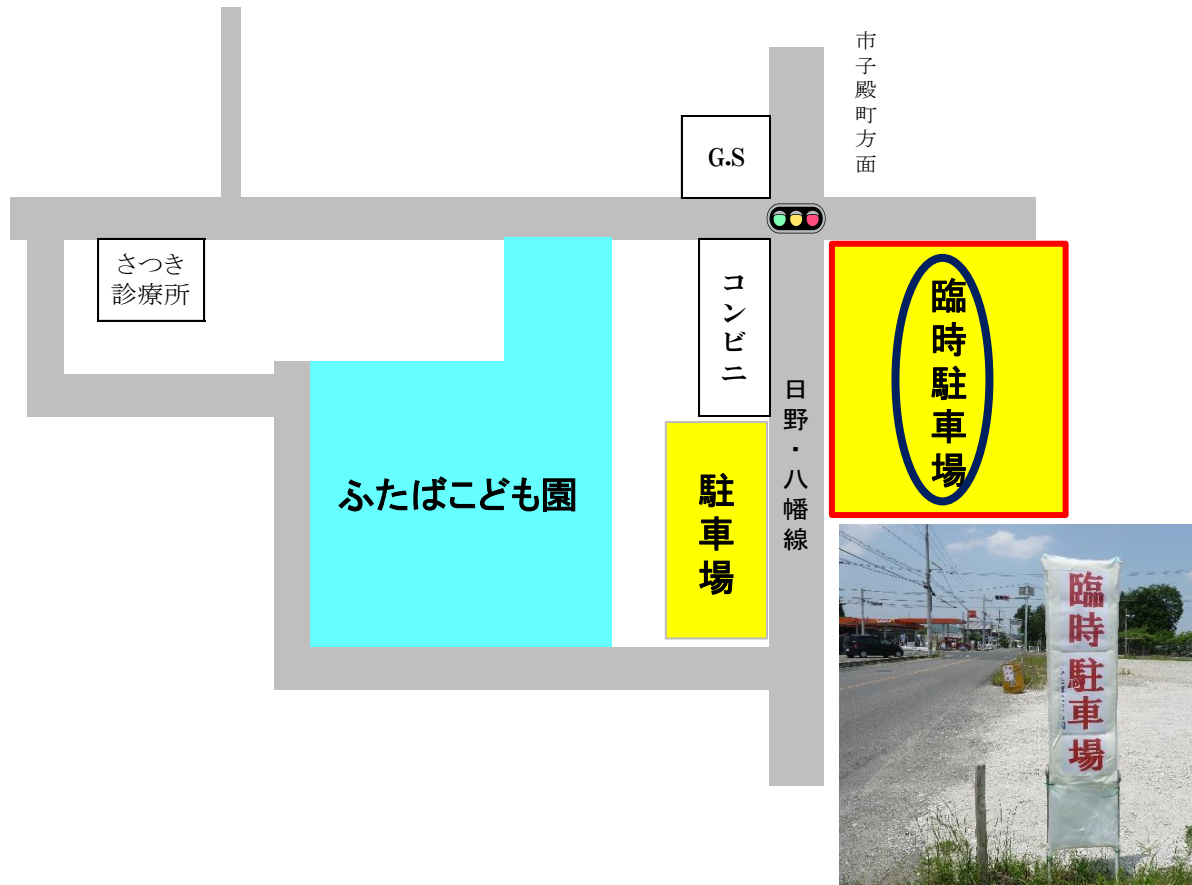 市子殿町方面
G.S
さつき
診療所
コンビニ
臨時駐車場
日野・八幡線
ふたばこども園
駐車場
臨時駐車場